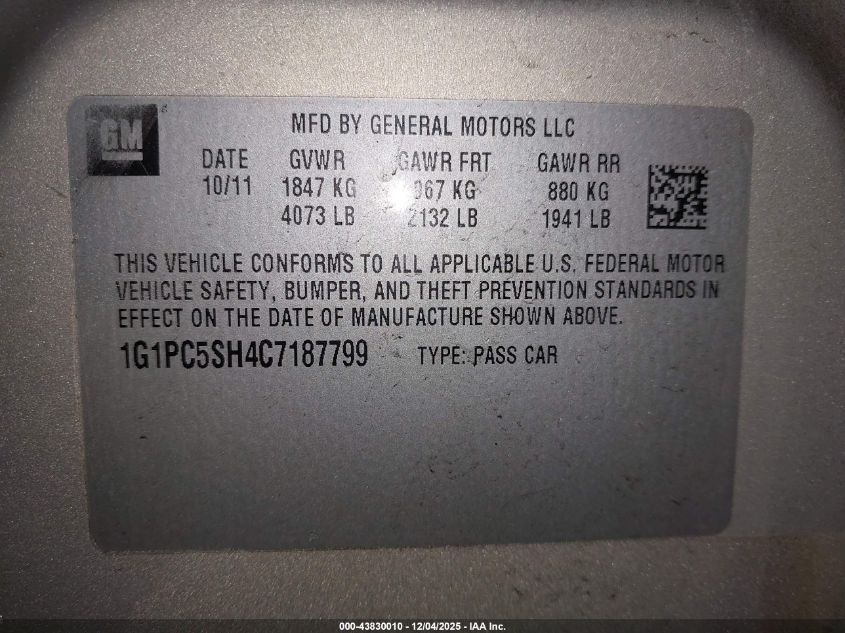 GM
MFD BY GENERAL MOTORS LLC
DATE GVWR GAWR FRT GAWR RR
10/11 1847 KG 967 KG 880 KG
4073 LB 2132 LB 1941 LB
THIS VEHICLE CONFORMS TO ALL APPLICABLE U.S. FEDERAL MOTOR
VEHICLE SAFETY, BUMPER, AND THEFT PREVENTION STANDARDS IN
EFFECT ON THE DATE OF MANUFACTURE SHOWN ABOVE.
1G1PC5SH4C7187799 TYPE: PASS CAR
000-43830010 - 12/04/2025 - IAA Inc.